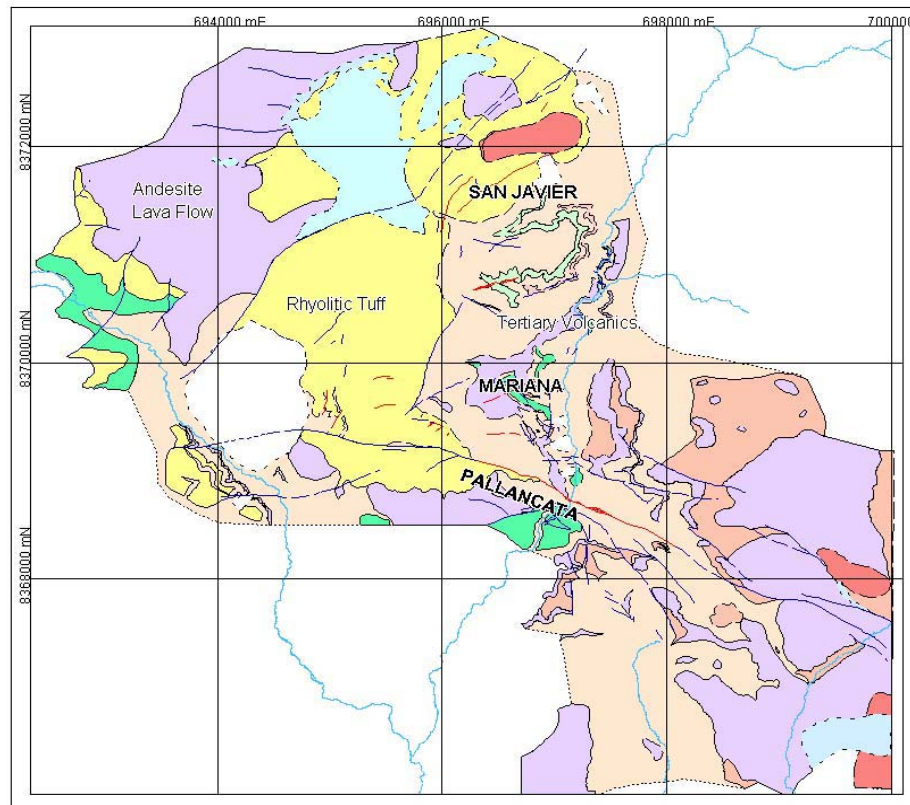 694000 mE
696000 mE
698000 mE
700000
8372000 mN
SAN JAVIER
Andesite
Lava Flow
Rhyolitic Tuff
Tertiary Volcanics
8370000 mN
MARIANA
PALLANCATA
8368000 mN